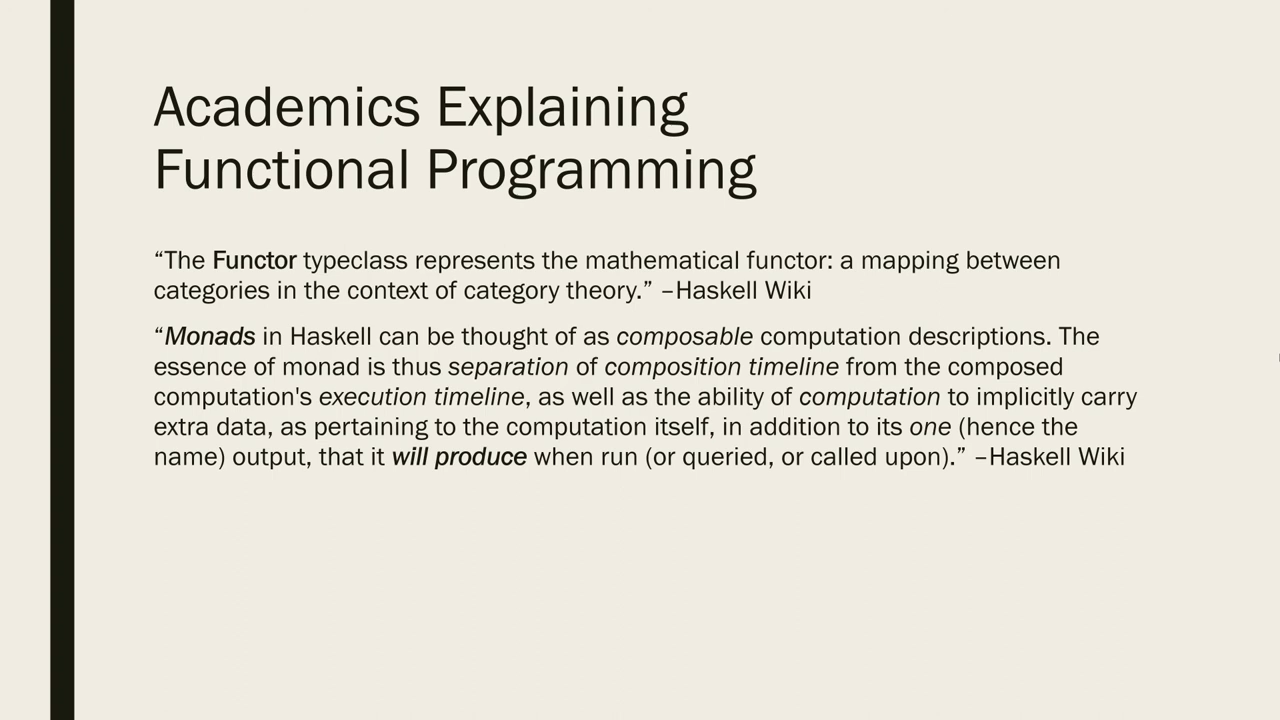 Academics Explaining
Functional Programming
“The Functor typeclass represents the mathematical functor: a mapping between
categories in the context of category theory.” –Haskell Wiki
“Monads in Haskell can be thought of as composable computation descriptions. The
essence of monad is thus separation of composition timeline from the composed
computation's execution timeline, as well as the ability of computation to implicitly carry
extra data, as pertaining to the computation itself, in addition to its one (hence the
name) output, that it will produce when run (or queried, or called upon).” –Haskell Wiki